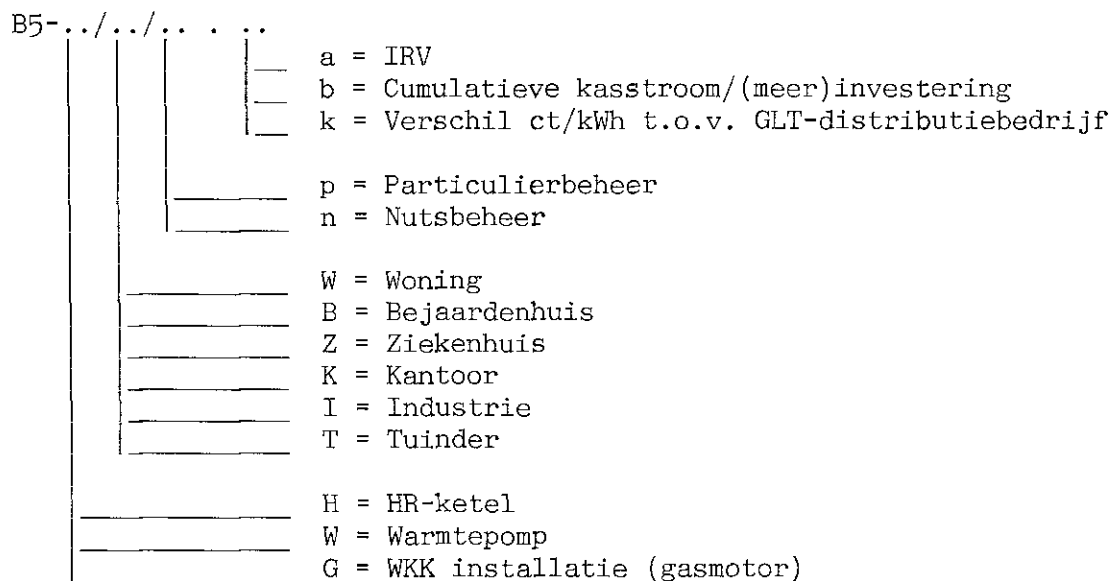 B5-../../.. . ..
a = IRV
b = Cumulatieve kasstroom/(meer)investering
k = Verschil ct/kWh t.o.v. GLT-distributiebedrijf
p = Particulierbeheer
n = Nutsbeheer
W = Woning
B = Bejaardenhuis
Z = Ziekenhuis
K = Kantoor
I = Industrie
T = Tuinder
H = HR-ketel
W = Warmtepomp
G = WKK installatie (gasmotor)